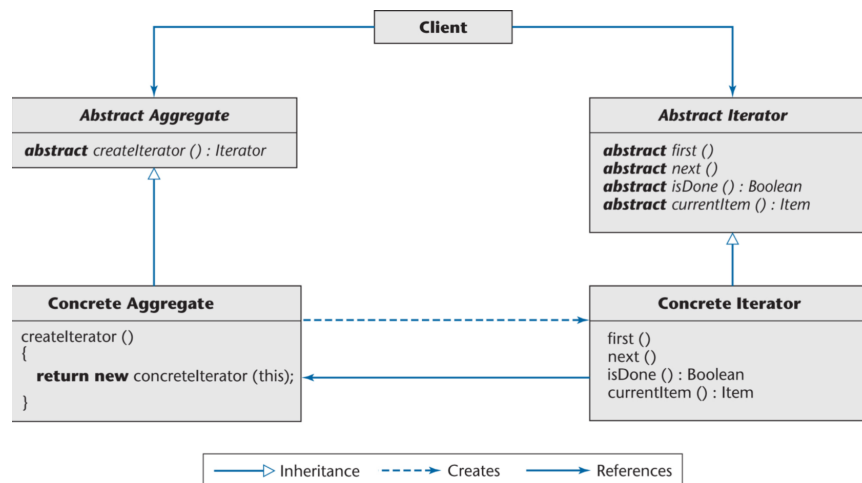 Client
Abstract Aggregate
abstract createIterator () : Iterator
Abstract Iterator
abstract first ()
abstract next ()
abstract isDone () : Boolean
abstract currentItem () : Item
Concrete Aggregate
createIterator ()
{
return new concreteIterator (this);
}
Concrete Iterator
first ()
next ()
isDone () : Boolean
currentItem () : Item
Inheritance
Creates
References